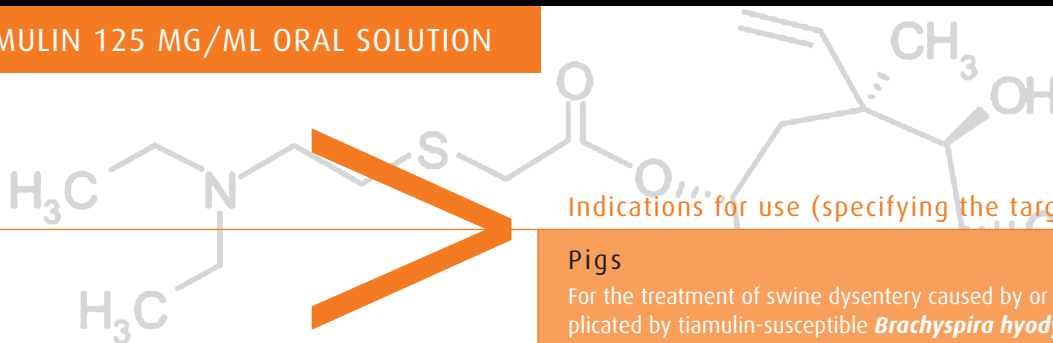 MULIN 125 MG/ML ORAL SOLUTION
CH3
OH
O
S
H3C
N
O
Indications for use (specifying the targ
Pigs
For the treatment of swine dysentery caused by or
H3C
plicated by tiamulin-susceptible Brachyspira hyody